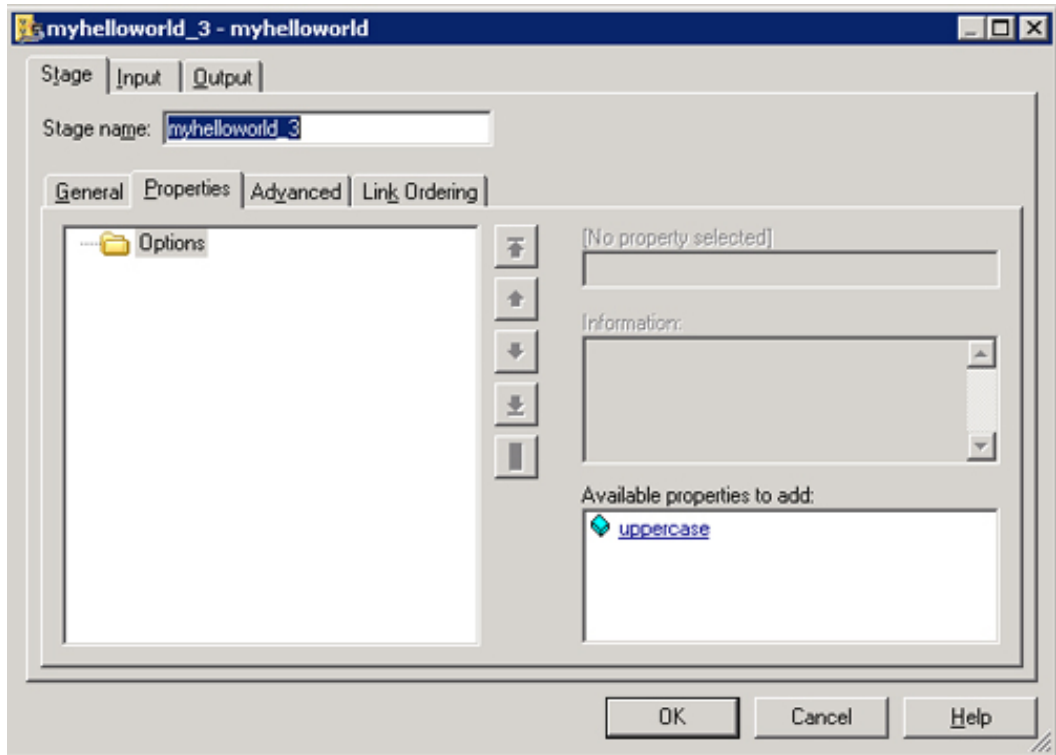 myhelloworld_3 - myhelloworld
Stage Input Output
Stage name: myhelloworld_3
General Properties Advanced Link Ordering
Options
[No property selected]
Information:
Available properties to add:
uppercase
OK Cancel Help